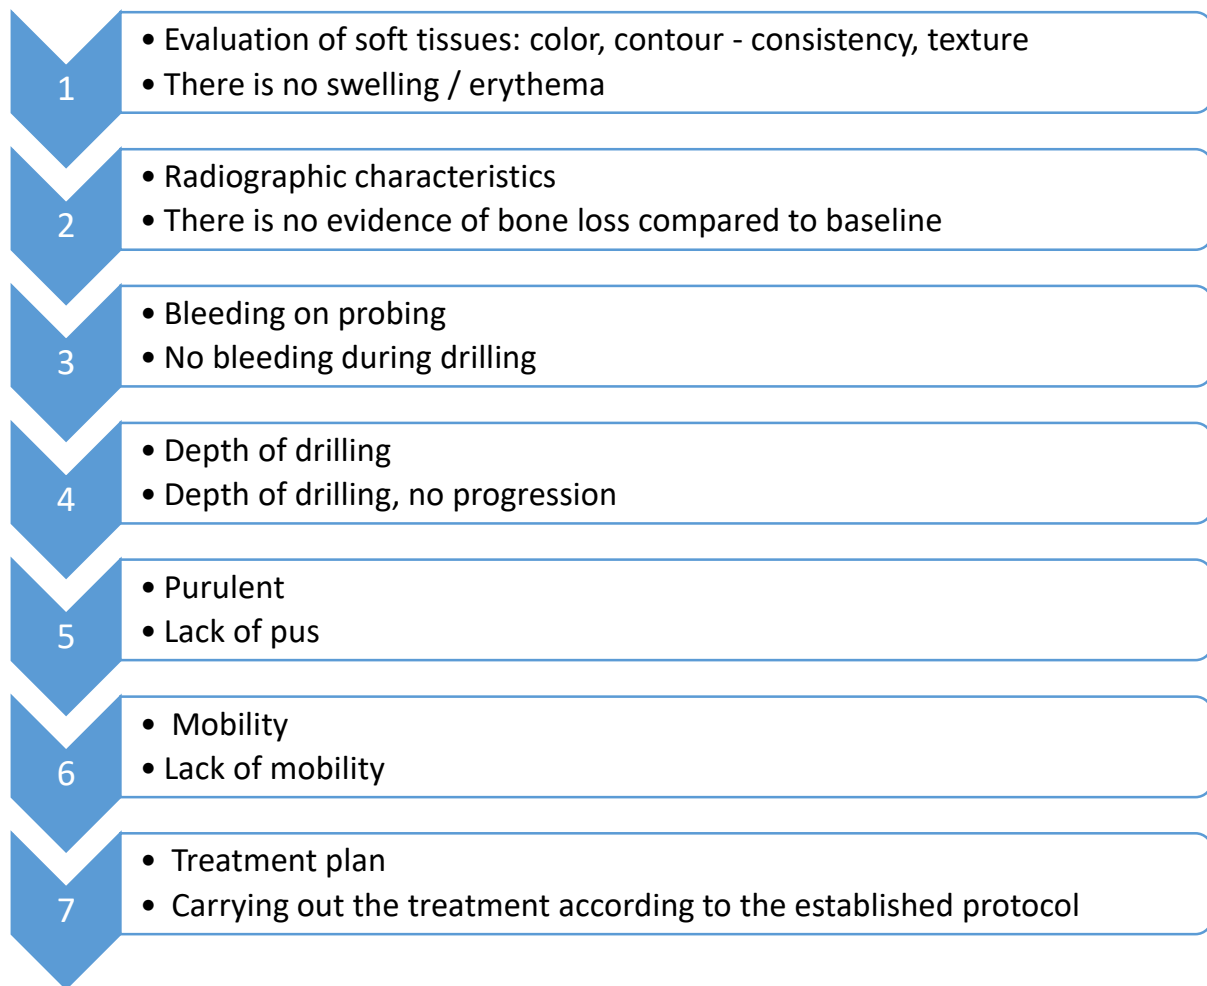 1
• Evaluation of soft tissues: color, contour - consistency, texture
• There is no swelling / erythema
2
• Radiographic characteristics
• There is no evidence of bone loss compared to baseline
3
• Bleeding on probing
• No bleeding during drilling
4
• Depth of drilling
• Depth of drilling, no progression
5
• Purulent
• Lack of pus
6
• Mobility
• Lack of mobility
7
• Treatment plan
• Carrying out the treatment according to the established protocol